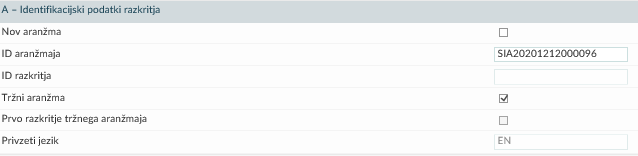 A – Identifikacijski podatki razkritja
Nov aranžma
ID aranžmaja SIA20201212000096
ID razkritja
Tržni aranžma
Prvo razkritje tržnega aranžmaja
Privzeti jezik EN